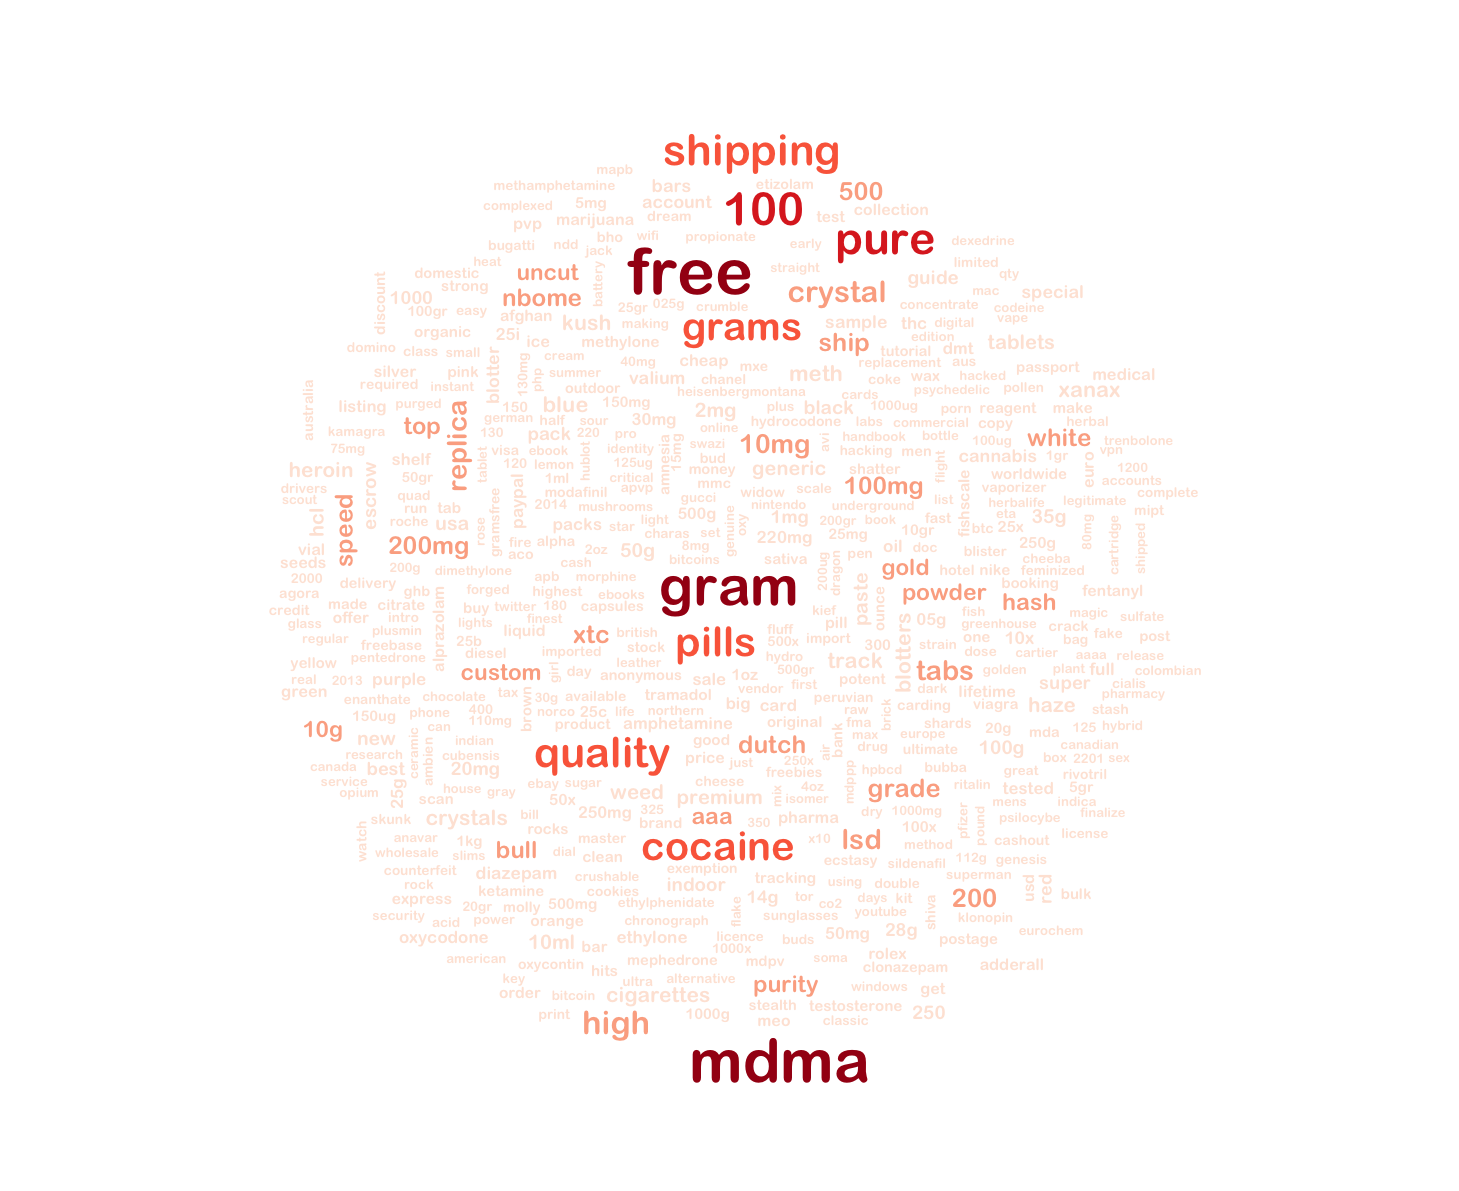 shipping
mapb
methamphetamine
bars
etizolam
500
complexed
5mg
account
100
collection
pvp
marijuana
dream
test
bho
wifi
propionate
pure
bugatti
ndd
jack
early
dexedrine
heat
free
straight
limited
domestic
uncut
battery
guide
qty
strong
crystal
mac
special
discount
1000
nbome
25gr
025g
crumble
concentrate
codeine
100gr
easy
afghan
kush
making
grams
sample
thc
digital
vape
organic
25i
ice
methylone
ship
edition
tutorial
dmt
tablets
domino
class
small
cream
40mg
cheap
mxe
replacement
aus
passport
silver
pink
blotter
130mg
php
summer
valium
chanel
meth
coke
wax
hacked
medical
required
instant
outdoor
heisenbergmontana
cards
psychedelic
pollen
xanax
australia
listing
purged
150
blue
150mg
2mg
plus
black
1000ug
porn
reagent
make
top
replica
german
half
sour
30mg
online
hydrocodone
labs
commercial
copy
herbal
kamagra
130
pack
220
pro
swazi
10mg
avi
handbook
bottle
100ug
white
trenbolone
75mg
tablet
visa
ebook
hublot
identity
amnesia
15mg
bud
hacking
men
cannabis
1gr
vpn
heroin
shelf
120
lemon
125ug
money
generic
shatter
flight
worldwide
euro
1200
drivers
escrow
50gr
1ml
critical
mmc
100mg
vaporizer
accounts
scout
quad
modafinil
apvp
gucci
widow
scale
list
fishscale
herbalife
legitimate
complete
hcl
speed
run
tab
paypal
2014
mushrooms
nintendo
underground
eta
35g
mipt
roche
usa
rose
gramsfree
packs
star
light
500g
genuine
oxy
1mg
200gr
book
fast
btc
25x
80mg
cartridge
shipped
vial
200mg
fire
alpha
charas
set
220mg
25mg
10gr
250g
seeds
aco
2oz
50g
8mg
sativa
pen
oil
doc
blister
cheeba
200g
dimethylone
cash
bitcoins
200ug
dragon
gold
hotel
nike
feminized
2000
delivery
ghb
forged
apb
morphine
gram
paste
ounce
powder
booking
fentanyl
agora
highest
ebooks
hash
credit
made
citrate
buy
twitter
180
capsules
kief
fish
magic
sulfate
glass
offer
intro
lights
finest
pill
blotters
05g
greenhouse
crack
regular
plusmin
alprazolam
25b
liquid
xtc
british
pills
fluff
500x
import
300
strain
one
10x
bag
fake
post
freebase
diesel
imported
stock
hydro
track
dose
cartier
aaaa
release
yellow
pentedrone
girl
day
leather
500gr
potent
tabs
golden
plant
full
colombian
real
2013
purple
custom
anonymous
sale
1oz
vendor
first
dark
lifetime
super
cialis
green
enanthate
chocolate
tax
30g
available
tramadol
peruvian
carding
viagra
haze
pharmacy
stash
10g
150ug
phone
400
110mg
brown
norco
25c
life
northern
big
card
original
raw
fma
brick
shards
20g
125
hybrid
can
product
amphetamine
max
europe
mda
new
ceramic
indian
quality
good
dutch
air
bank
drug
ultimate
100g
canadian
research
ambien
cubensis
price
just
250x
box
2201
sex
canada
best
20mg
freebies
mdppp
hpbcd
bubba
great
rivotril
service
25g
house
ebay
sugar
cheese
4oz
grade
ritalin
tested
5gr
opium
scan
gray
50x
weed
premium
mix
isomer
mens
indica
skunk
crystals
bill
250mg
325
aaa
pharma
dry
1000mg
pfizer
pound
psilocybe
finalize
watch
rocks
brand
350
100x
anavar
1kg
master
cocaine
x10
lsd
method
cashout
license
wholesale
slims
bull
dial
clean
ecstasy
sildenafil
112g
genesis
counterfeit
diazepam
crushable
exemption
superman
rock
ketamine
cookies
indoor
tracking
using
double
usd
red
express
20gr
molly
500mg
ethylphenidate
14g
tor
days
kit
200
bulk
security
acid
power
orange
chronograph
flake
sunglasses
co2
youtube
shiva
klonopin
oxycodone
10ml
bar
ethylone
licence
buds
50mg
28g
postage
eurochem
1000x
american
oxycontin
mephedrone
mdpv
soma
rolex
clonazepam
adderall
key
hits
ultra
alternative
purity
windows
get
order
bitcoin
cigarettes
stealth
testosterone
print
high
1000g
meo
classic
250
mdma